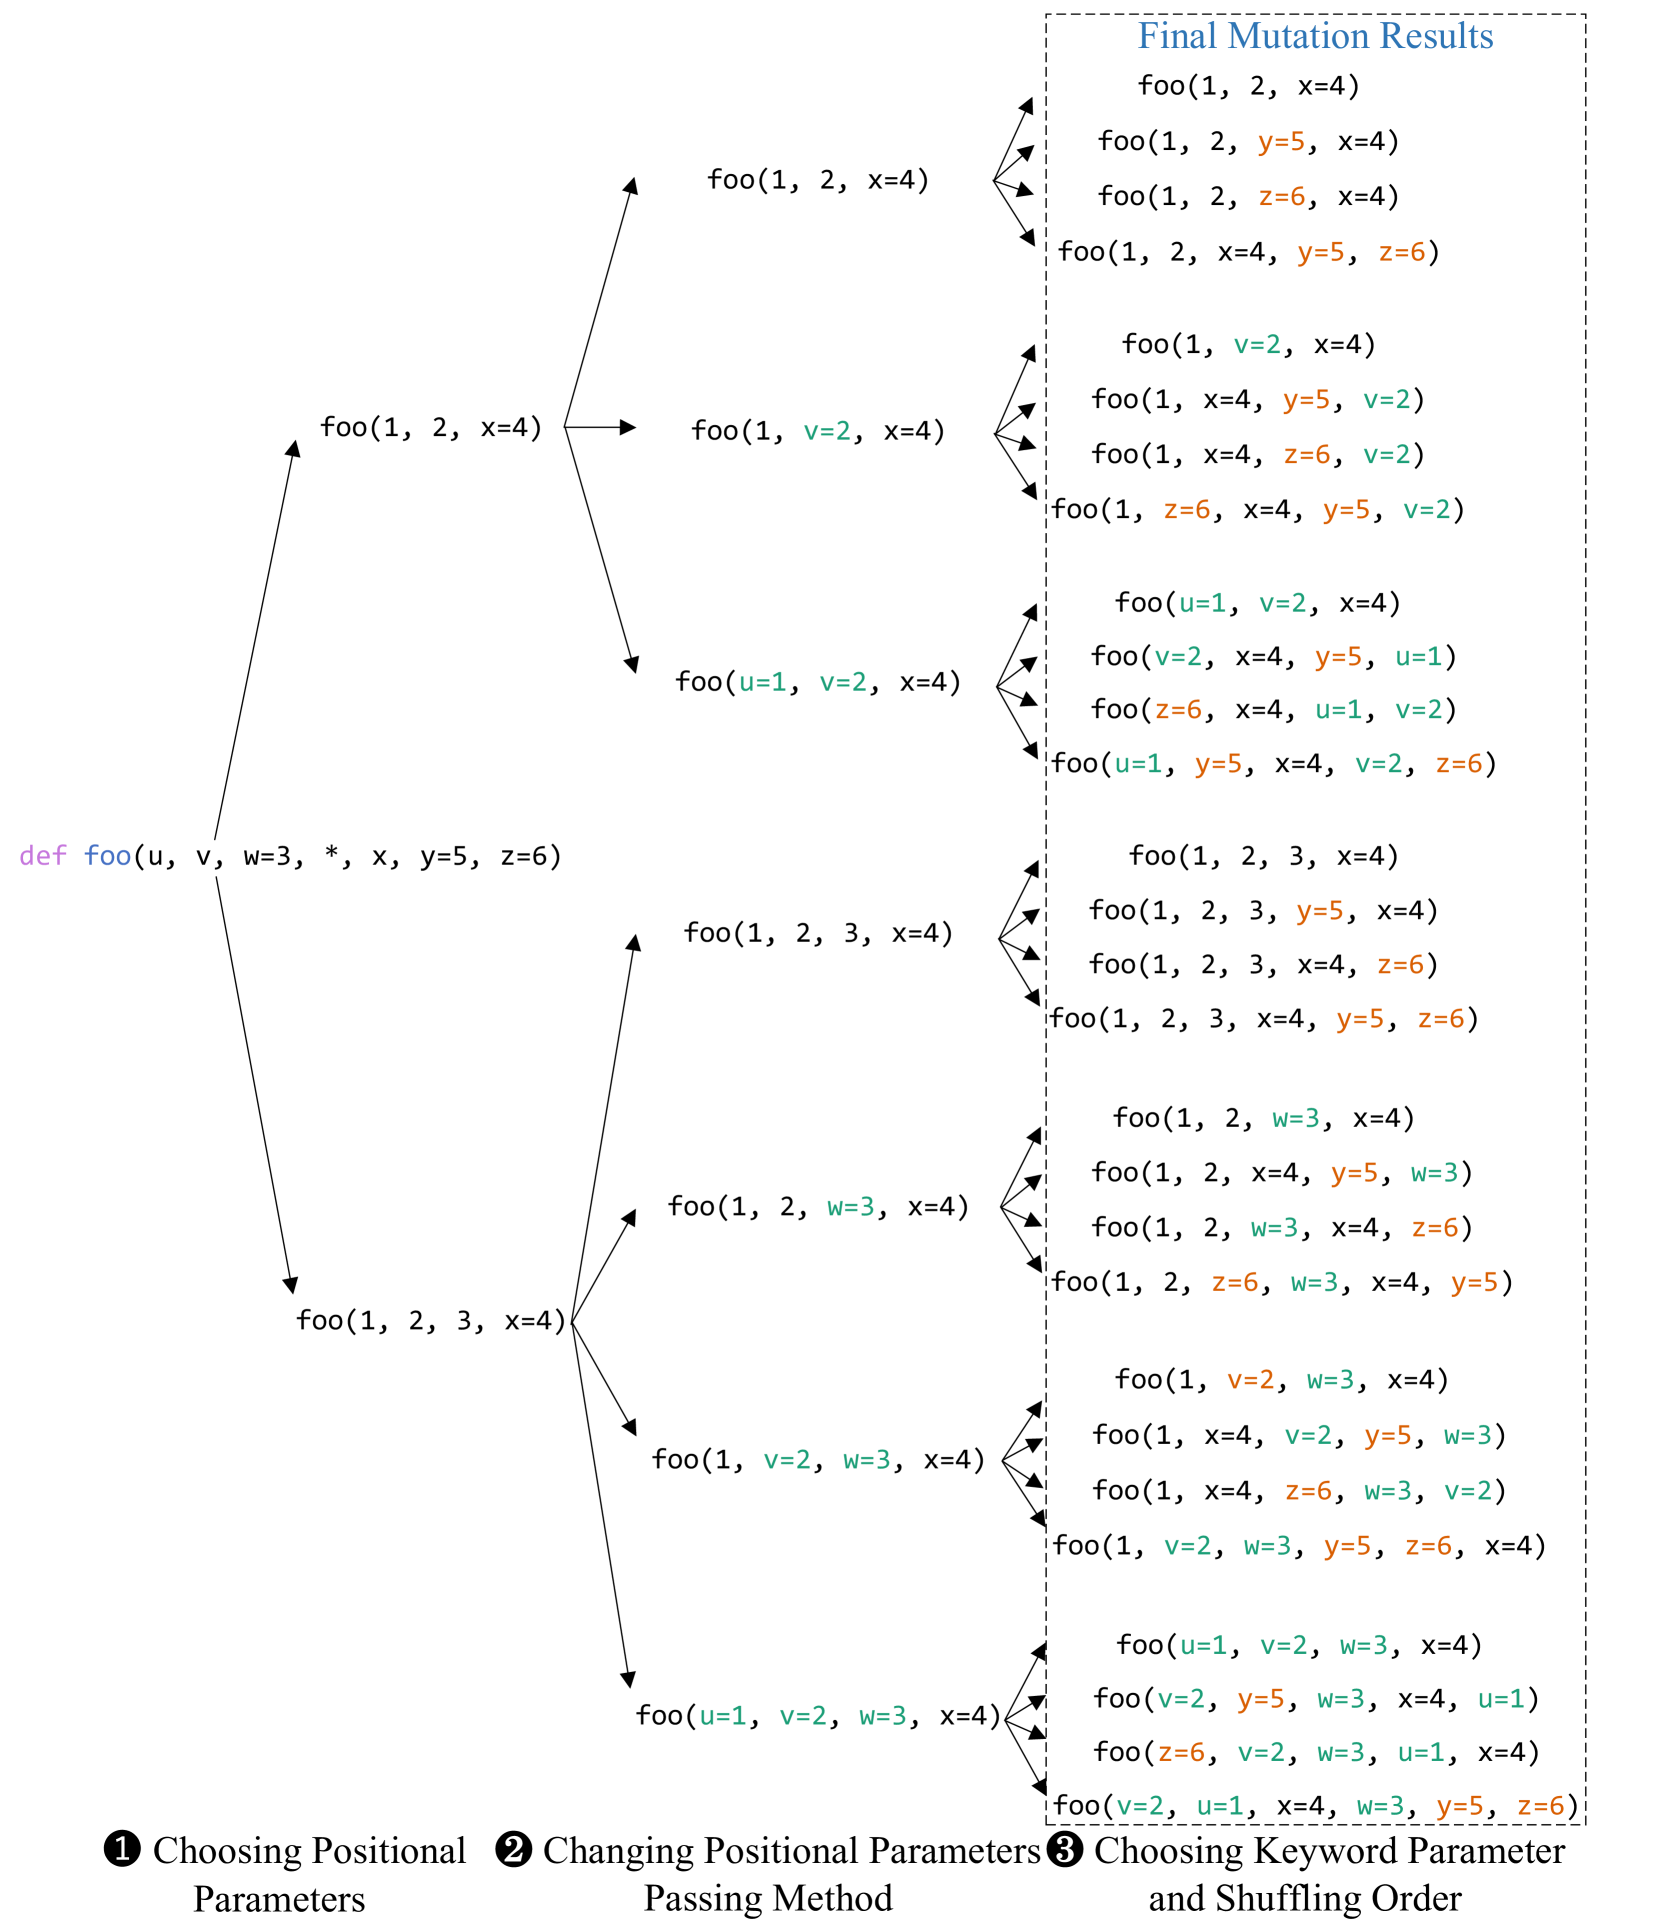 Final Mutation Results
foo(1, 2, x=4)
foo(1, 2, y=5, x=4)
foo(1, 2, z=6, x=4)
foo(1, 2, x=4, y=5, z=6)
foo(1, 2, x=4)
foo(1, v=2, x=4)
foo(1, x=4, y=5, v=2)
foo(1, x=4, z=6, v=2)
foo(1, z=6, x=4, y=5, v=2)
foo(1, 2, x=4)
foo(1, v=2, x=4)
foo(u=1, v=2, x=4)
foo(v=2, x=4, y=5, u=1)
foo(z=6, x=4, u=1, v=2)
foo(u=1, y=5, x=4, v=2, z=6)
foo(u=1, v=2, x=4)
def foo(u, v, w=3, *, x, y=5, z=6)
foo(1, 2, 3, x=4)
foo(1, 2, 3, y=5, x=4)
foo(1, 2, 3, x=4, z=6)
foo(1, 2, 3, x=4, y=5, z=6)
foo(1, 2, 3, x=4)
foo(1, 2, w=3, x=4)
foo(1, 2, x=4, y=5, w=3)
foo(1, 2, w=3, x=4, z=6)
foo(1, 2, z=6, w=3, x=4, y=5)
foo(1, 2, w=3, x=4)
foo(1, 2, 3, x=4)
foo(1, v=2, w=3, x=4)
foo(1, x=4, v=2, y=5, w=3)
foo(1, x=4, z=6, w=3, v=2)
foo(1, v=2, w=3, y=5, z=6, x=4)
foo(1, v=2, w=3, x=4)
foo(u=1, v=2, w=3, x=4)
foo(v=2, y=5, w=3, x=4, u=1)
foo(z=6, v=2, w=3, u=1, x=4)
foo(v=2, u=1, x=4, w=3, y=5, z=6)
foo(u=1, v=2, w=3, x=4)
❶ Choosing Positional
Parameters
❷ Changing Positional Parameters
Passing Method
❸ Choosing Keyword Parameter
and Shuffling Order